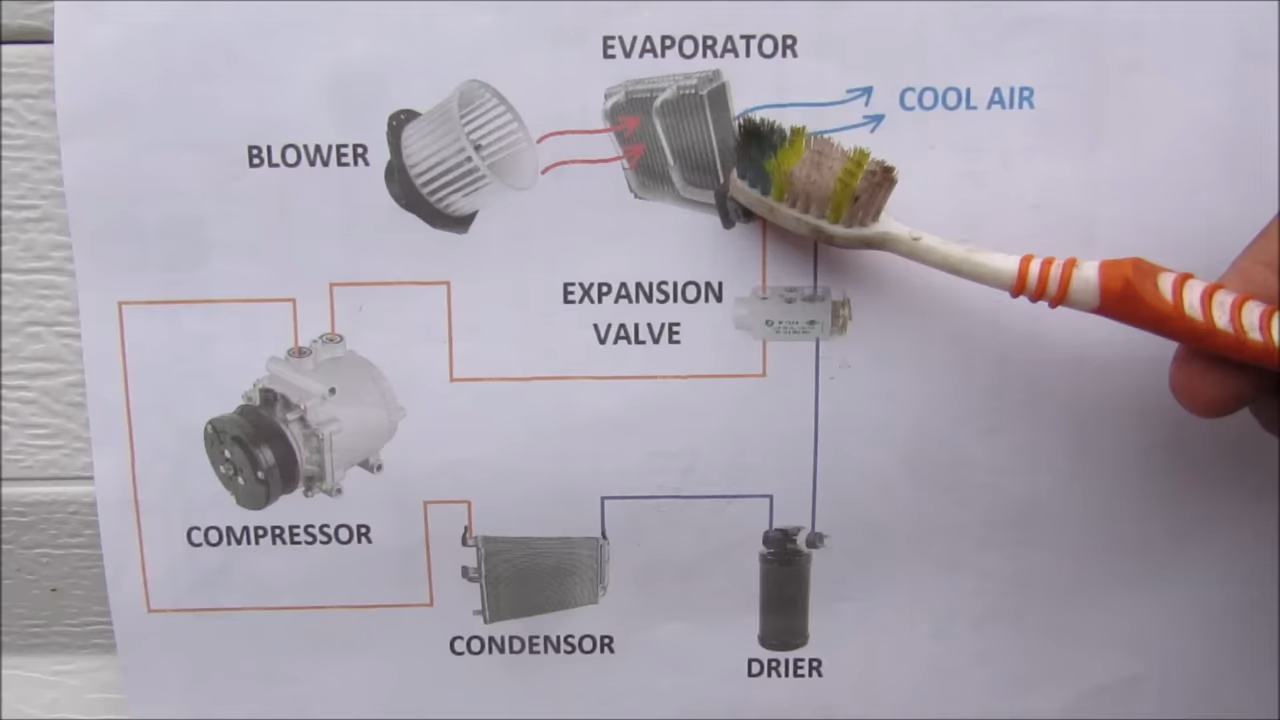 EVAPORATOR
COOL AIR
BLOWER
EXPANSION
VALVE
COMPRESSOR
CONDENSOR
DRIER